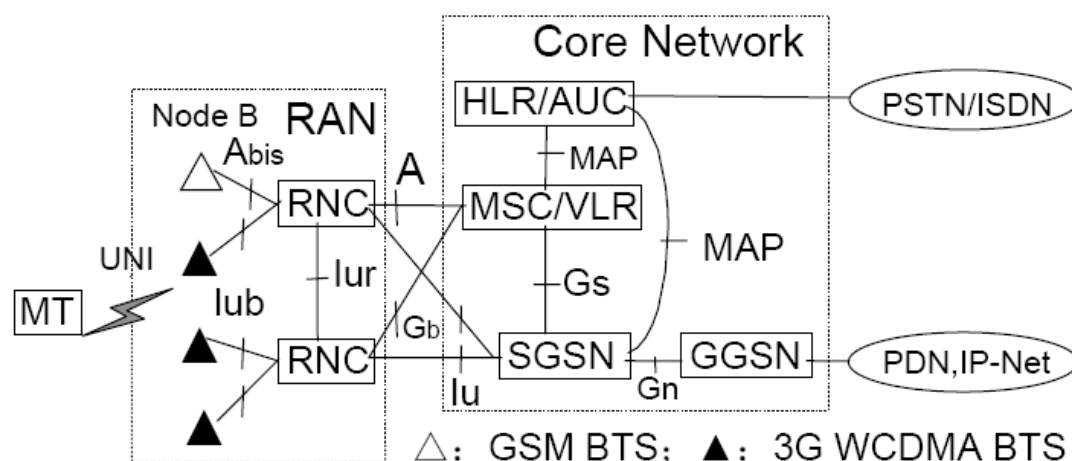 Core Network
Node B
RAN
HLR/AUC
PSTN/ISDN
Abis
A
MAP
RNC
MSC/VLR
UNI
Iur
Gs
MAP
MT
Iub
Gb
RNC
SGSN
GGSN
PDN,IP-Net
Iu
Gn
△：GSM BTS；▲：3G WCDMA BTS